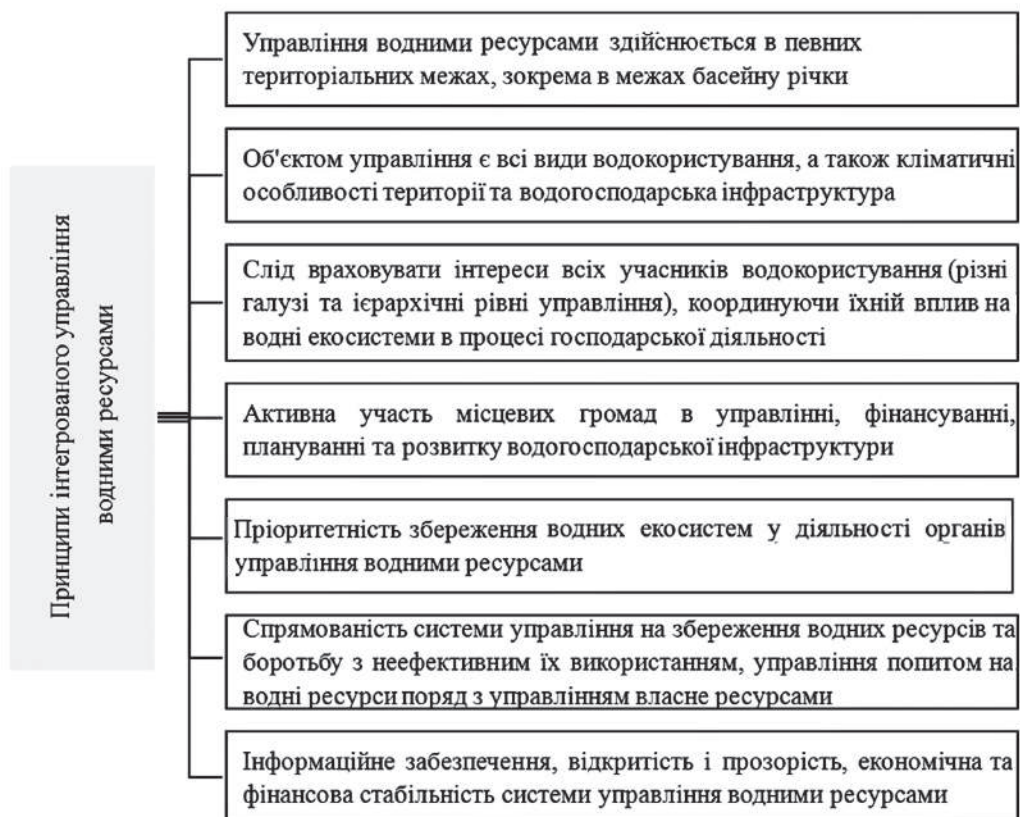 Принципи інтегрованого управління
водними ресурсами
Управління водними ресурсами здійснюється в певних
територіальних межах, зокрема в межах басейну річки
Об'єктом управління є всі види водокористування, а також кліматичні
особливості території та водогосподарська інфраструктура
Слід враховувати інтереси всіх учасників водокористування (різні
галузі та ієрархічні рівні управління), координуючи їхній вплив на
водні екосистеми в процесі господарської діяльності
Активна участь місцевих громад в управлінні, фінансуванні,
плануванні та розвитку водогосподарської інфраструктури
Пріоритетність збереження водних екосистем у діяльності органів
управління водними ресурсами
Спрямованість системи управління на збереження водних ресурсів та
боротьбу з неефективним їх використанням, управління попитом на
водні ресурси поряд з управлінням власне ресурсами
Інформаційне забезпечення, відкритість і прозорість, економічна та
фінансова стабільність системи управління водними ресурсами